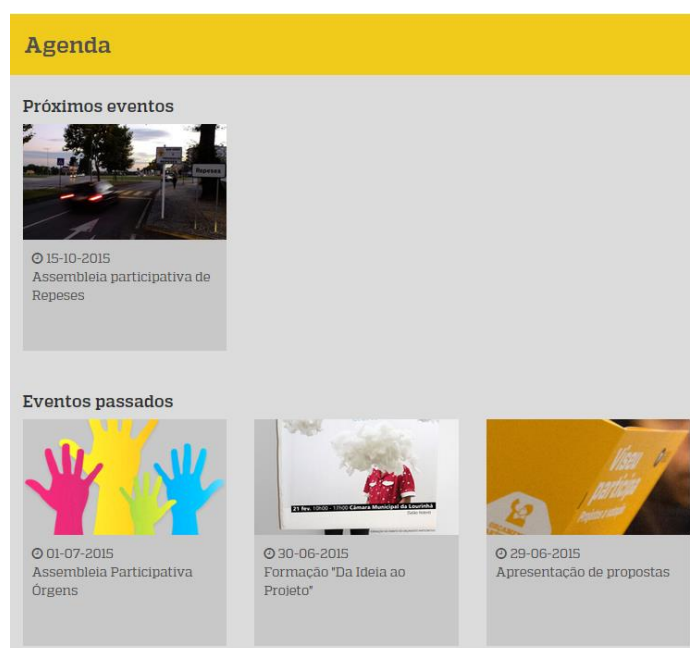 Agenda
Próximos eventos
Repeses
15-10-2015
Assembleia participativa de
Repeses
Eventos passados
21 fev. 10h00 - 17h00 Câmara Municipal da Lourinhã
Viseu
participa
01-07-2015
Assembleia Participativa
Órgens
30-06-2015
Formação "Da Ideia ao
Projeto"
29-06-2015
Apresentação de propostas